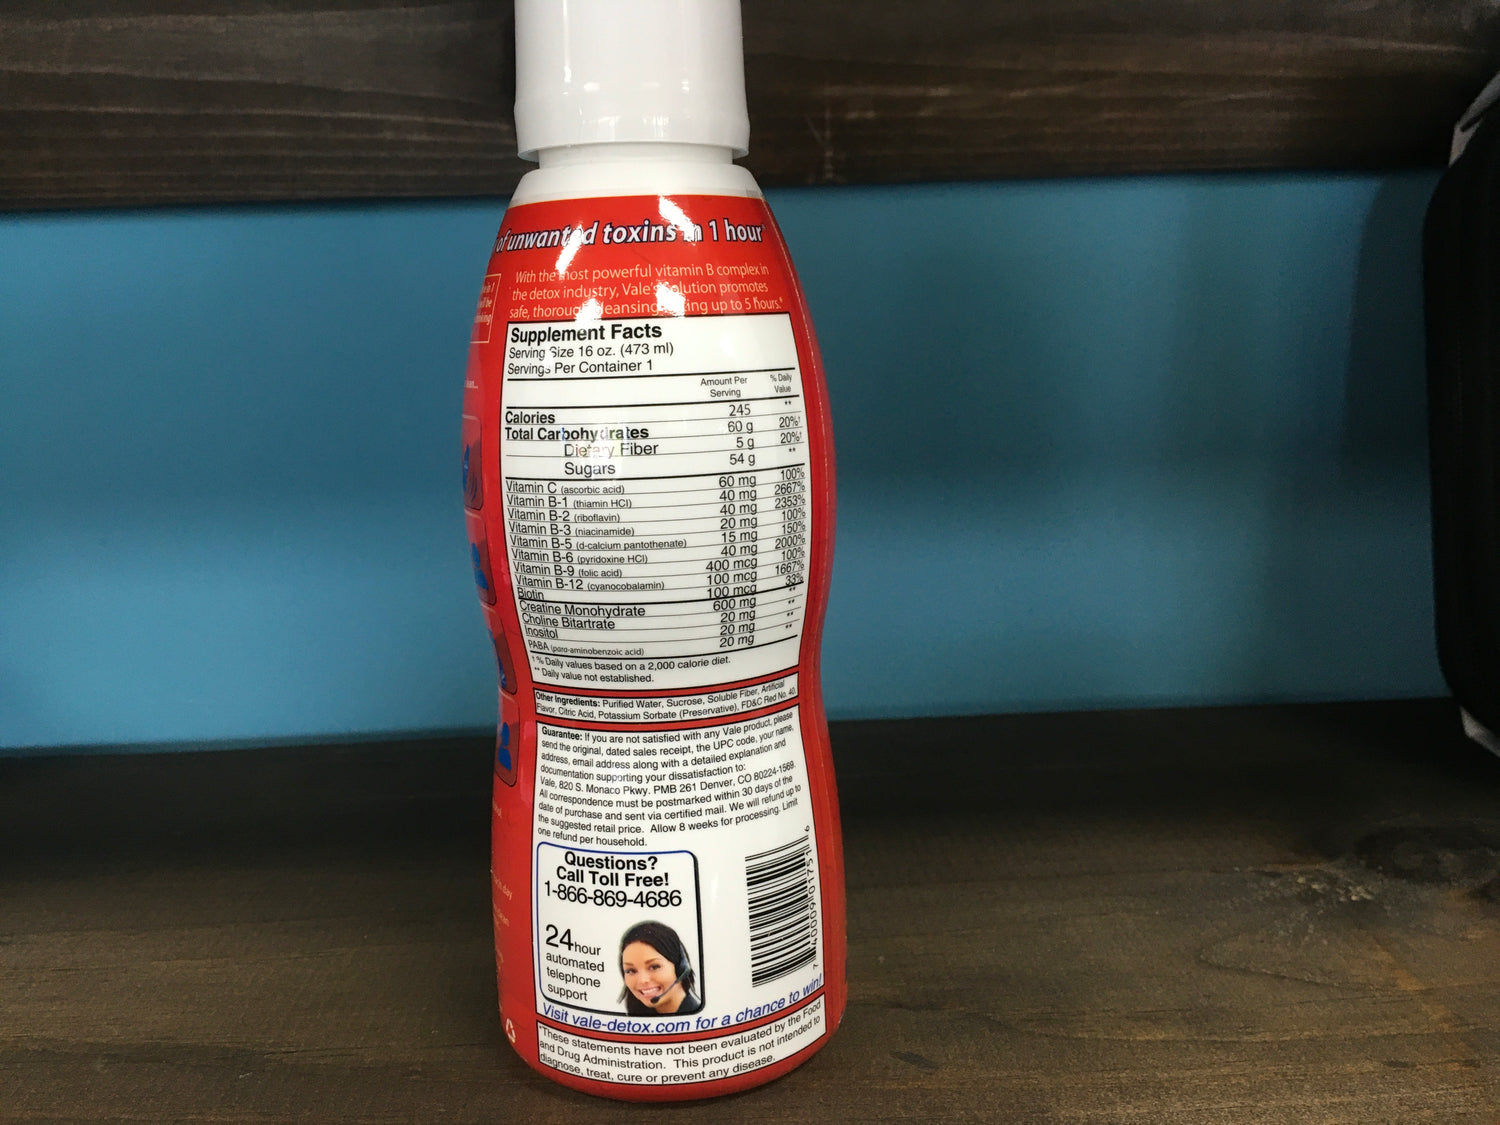 of unwanted toxins in 1 hour*
With the most powerful vitamin B complex in
the detox industry, Vale's Solution promotes
safe, thorough cleansing lasting up to 5 hours.*
Supplement Facts
Serving Size 16 oz. (473 ml)
Servings Per Container 1
Amount Per Serving % Daily Value
Calories 245 **
Total Carbohydrates 60 g 20%†
Dietary Fiber 5 g 20%†
Sugars 54 g **
Vitamin C (ascorbic acid) 60 mg 100%
Vitamin B-1 (thiamin HCl) 40 mg 2667%
Vitamin B-2 (riboflavin) 40 mg 2353%
Vitamin B-3 (niacinamide) 20 mg 100%
Vitamin B-5 (d-calcium pantothenate) 15 mg 150%
Vitamin B-6 (pyridoxine HCl) 40 mg 2000%
Vitamin B-9 (folic acid) 400 mcg 100%
Vitamin B-12 (cyanocobalamin) 100 mcg 1667%
Biotin 100 mcg 33%
Creatine Monohydrate 600 mg **
Choline Bitartrate 20 mg **
Inositol 20 mg **
PABA (para-aminobenzoic acid) 20 mg **
† % Daily values based on a 2,000 calorie diet.
** Daily value not established.
Other Ingredients: Purified Water, Sucrose, Soluble Fiber, Artificial
Flavor, Citric Acid, Potassium Sorbate (Preservative), FD&C Red No. 40.
Guarantee: If you are not satisfied with any Vale product, please
send the original, dated sales receipt, the UPC code, your name,
address, email address along with a detailed explanation and
documentation supporting your dissatisfaction to:
Vale, 820 S. Monaco Pkwy. PMB 261 Denver, CO 80224-1569.
All correspondence must be postmarked within 30 days of the
date of purchase and sent via certified mail. We will refund up to
the suggested retail price. Allow 8 weeks for processing. Limit
one refund per household.
Questions?
Call Toll Free!
1-866-869-4686
24 hour
automated
telephone
support
7 40009 01751 6
Visit vale-detox.com for a chance to win!
*These statements have not been evaluated by the Food
and Drug Administration. This product is not intended to
diagnose, treat, cure or prevent any disease.